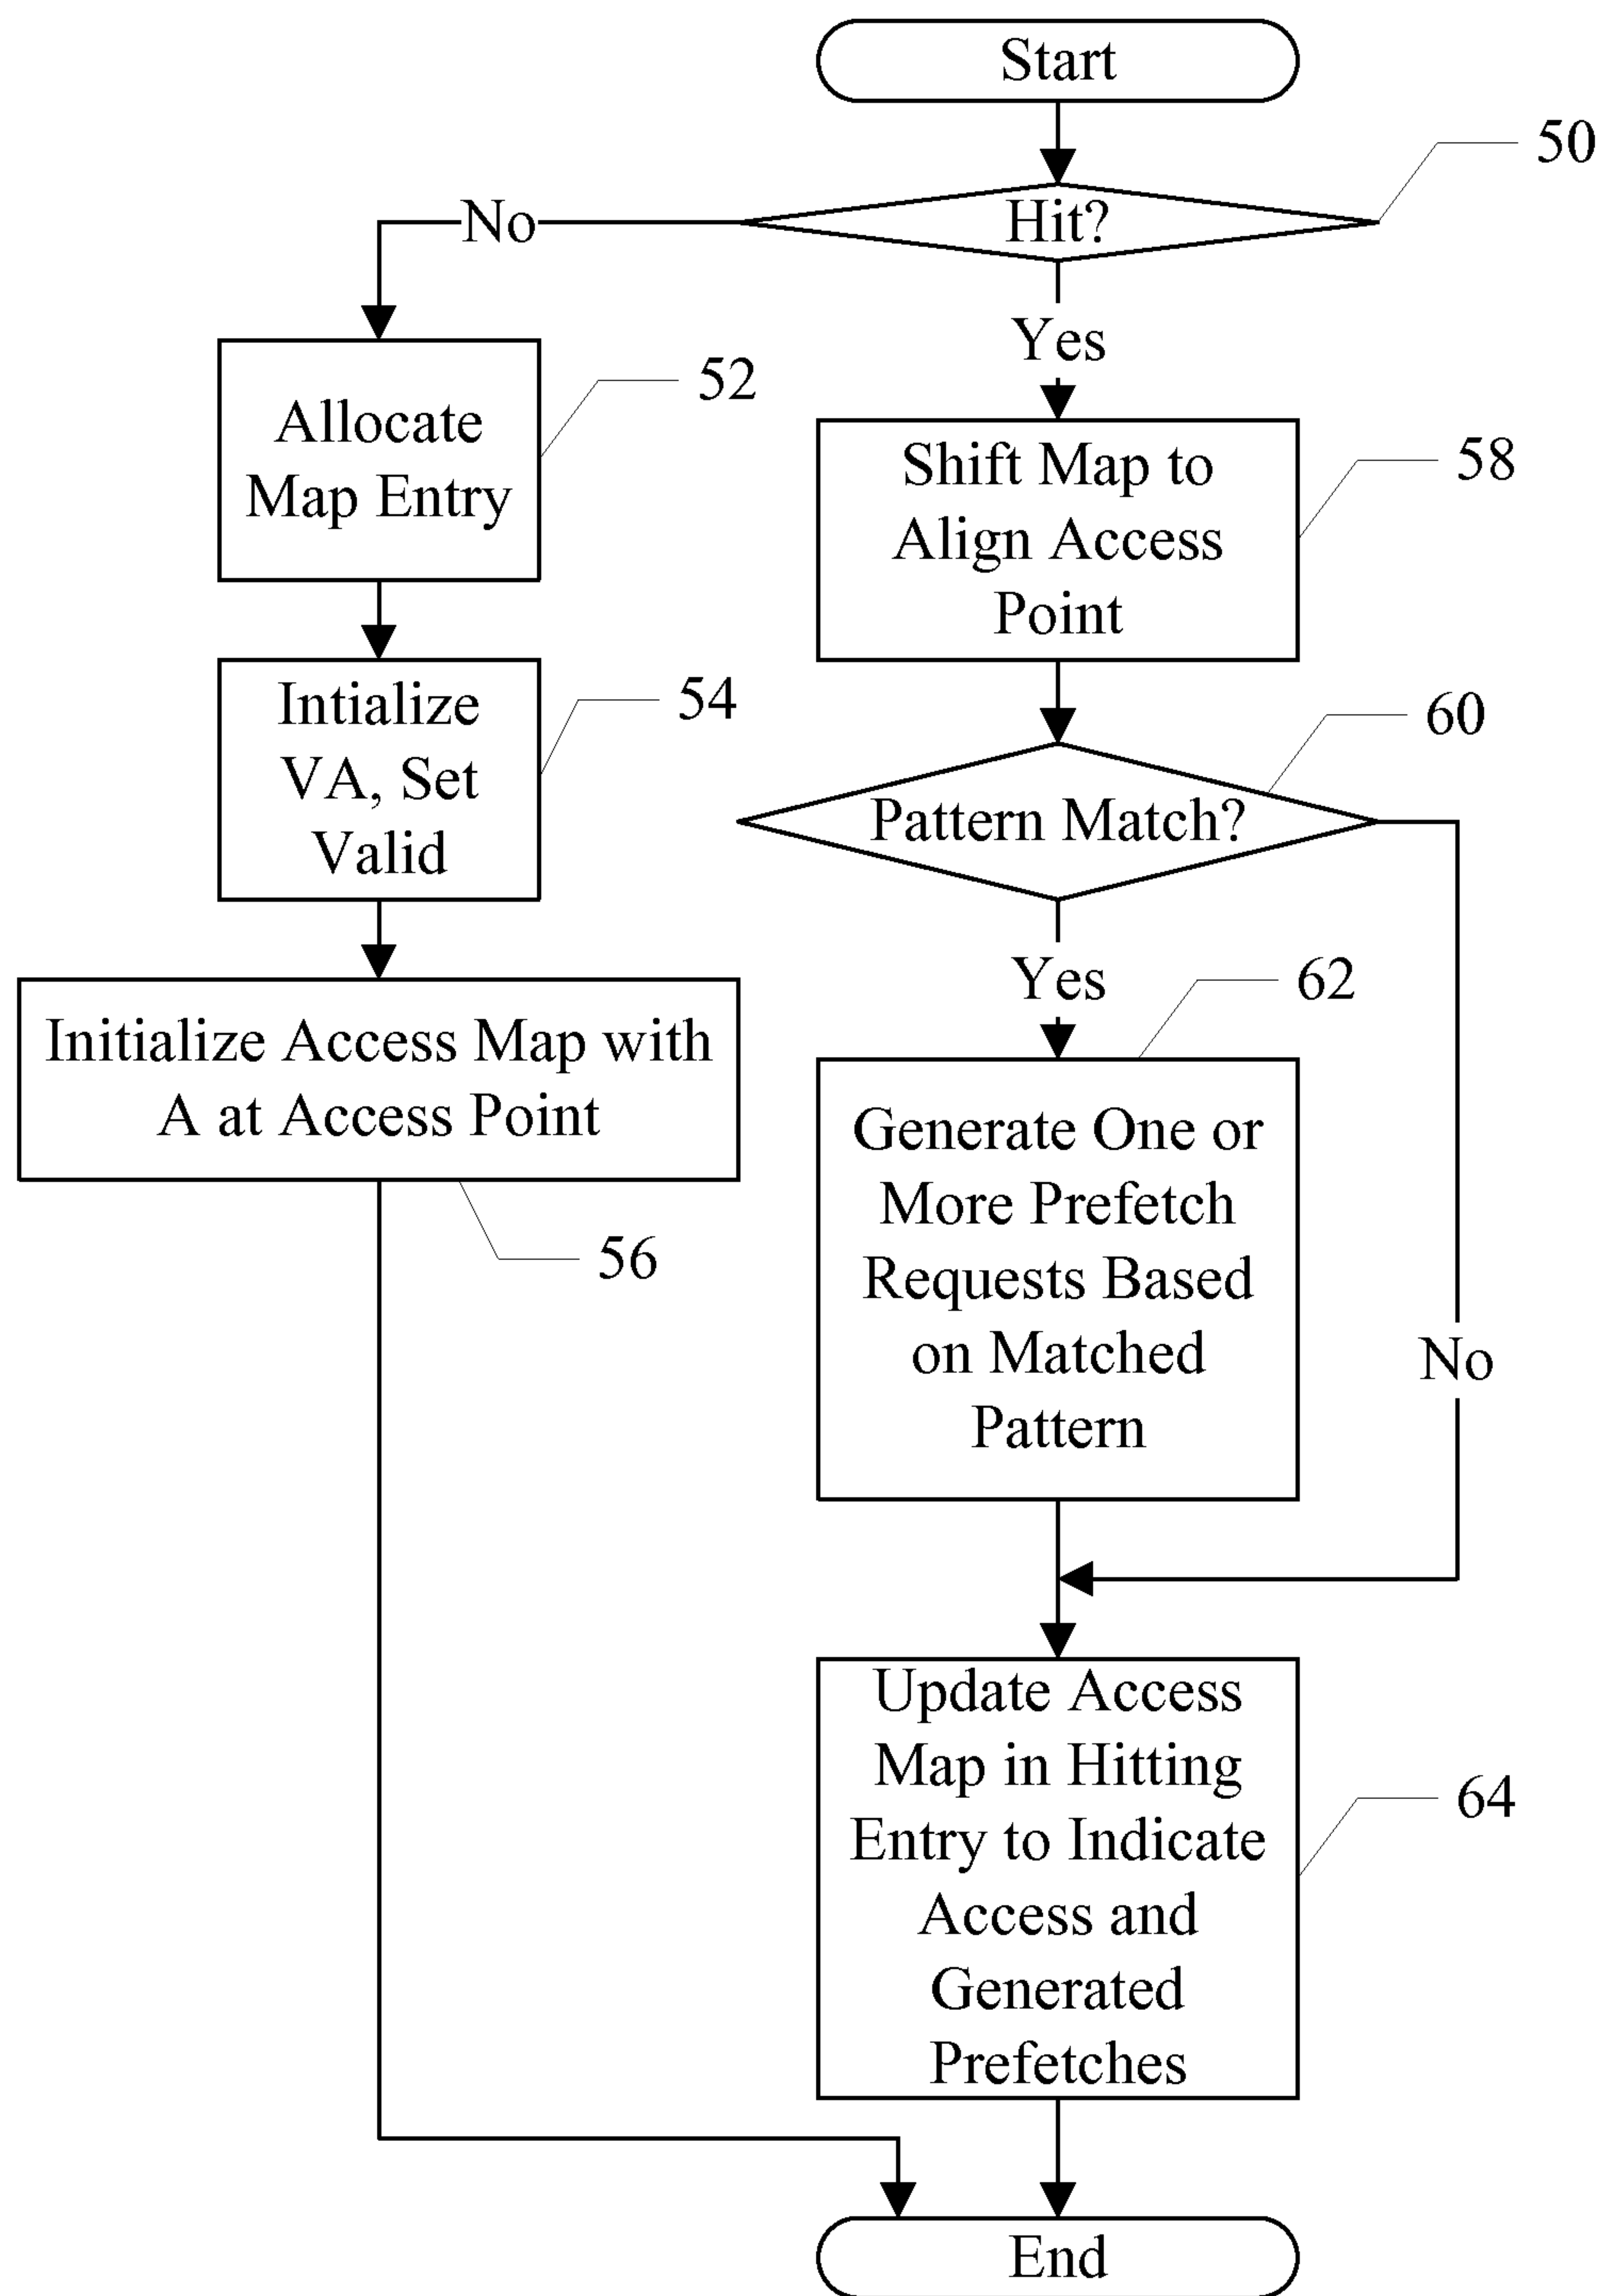 Start
50
Hit?
No
Yes
Allocate
Map Entry
52
Shift Map to
Align Access
Point
58
Intialize
VA, Set
Valid
54
Pattern Match?
60
Yes
Initialize Access Map with
A at Access Point
56
62
Generate One or
More Prefetch
Requests Based
on Matched
Pattern
No
Update Access
Map in Hitting
Entry to Indicate
Access and
Generated
Prefetches
64
End